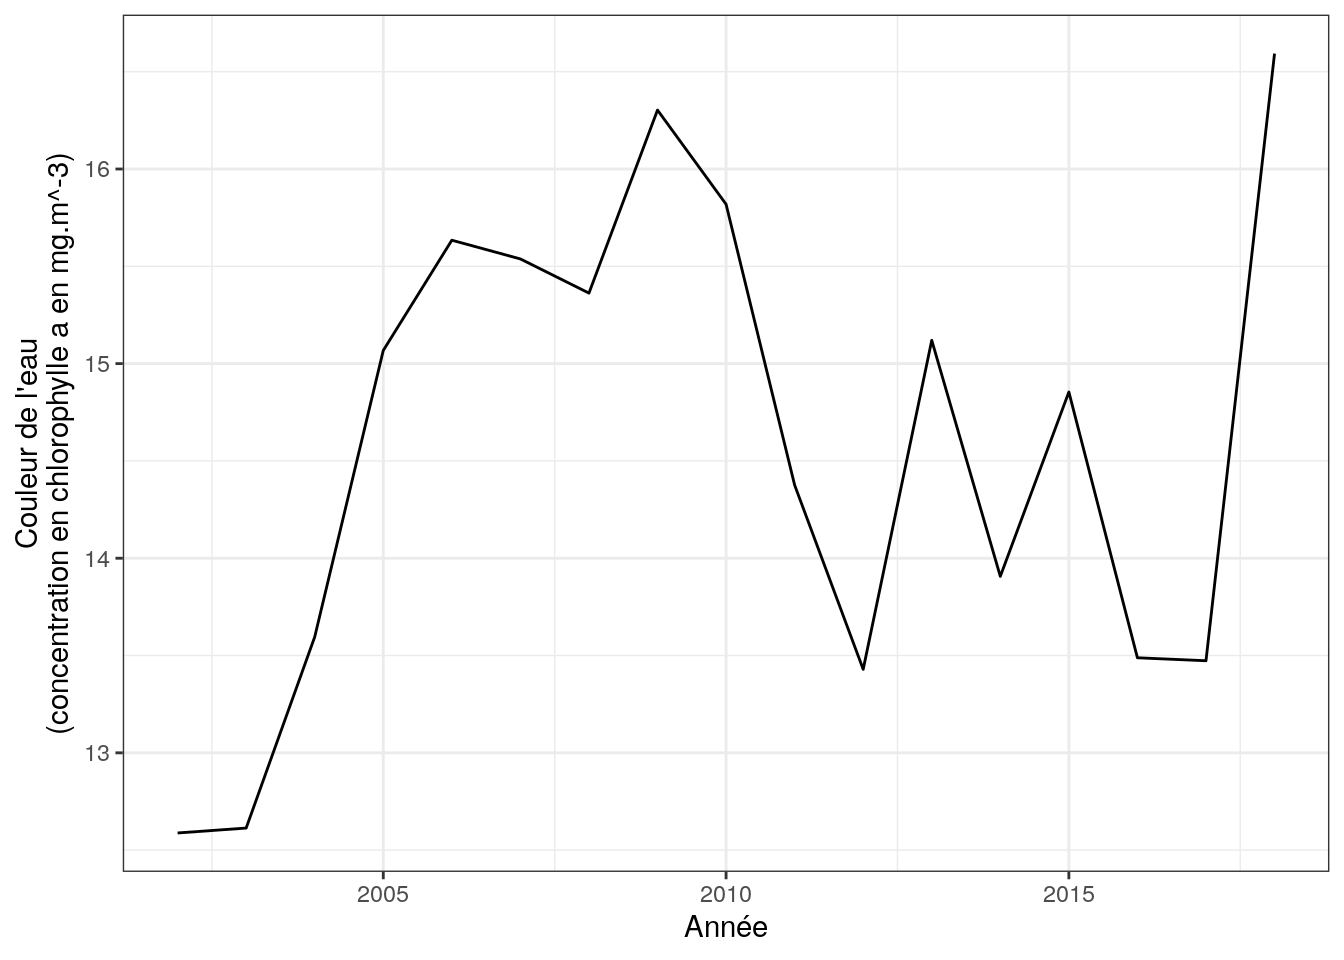 Couleur de l'eau
(concentration en chlorophylle a en mg.m^-3)
16
15
14
13
2005
2010
2015
Année